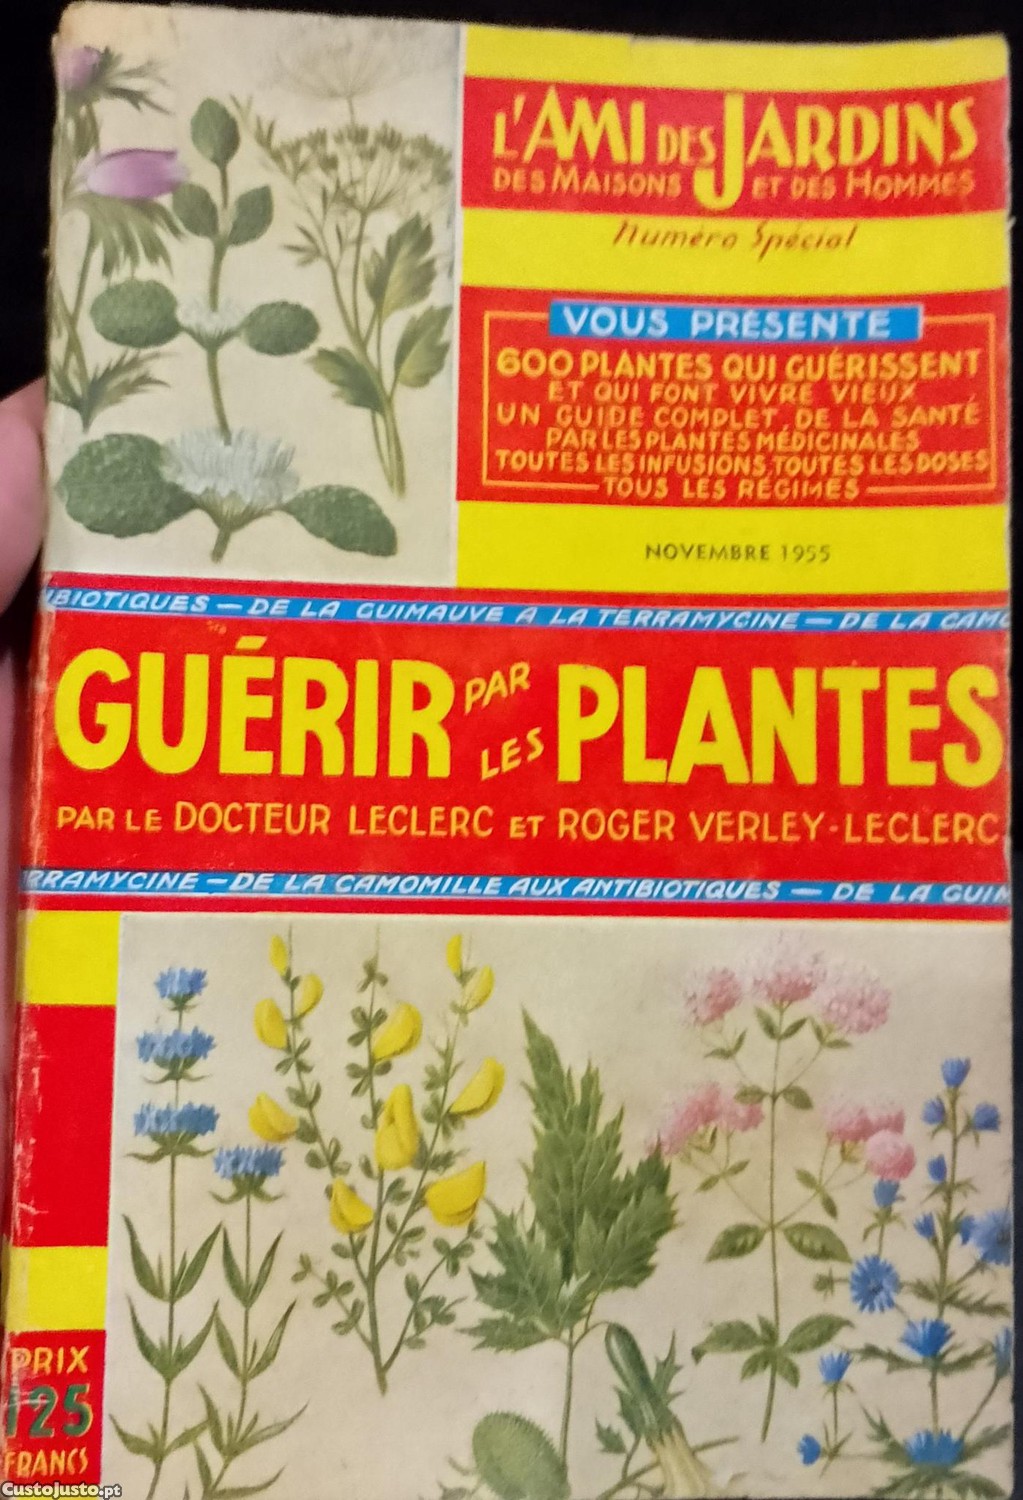 L'AMI DES JARDINS
DES MAISONS ET DES HOMMES
Numéro Spécial
VOUS PRÉSENTE
600 PLANTES QUI GUÉRISSENT
ET QUI FONT VIVRE VIEUX
UN GUIDE COMPLET DE LA SANTÉ
PAR LES PLANTES MÉDICINALES
TOUTES LES INFUSIONS, TOUTES LES DOSES
TOUS LES RÉGIMES
NOVEMBRE 1955
IBIOTIQUES — DE LA GUIMAUVE A LA TERRAMYCINE — DE LA CAMO
GUÉRIR PAR LES PLANTES
PAR LE DOCTEUR LECLERC ET ROGER VERLEY-LECLERC
RRAMYCINE — DE LA CAMOMILLE AUX ANTIBIOTIQUES — DE LA GUIM
PRIX
125
FRANCS
CustoJusto.pt